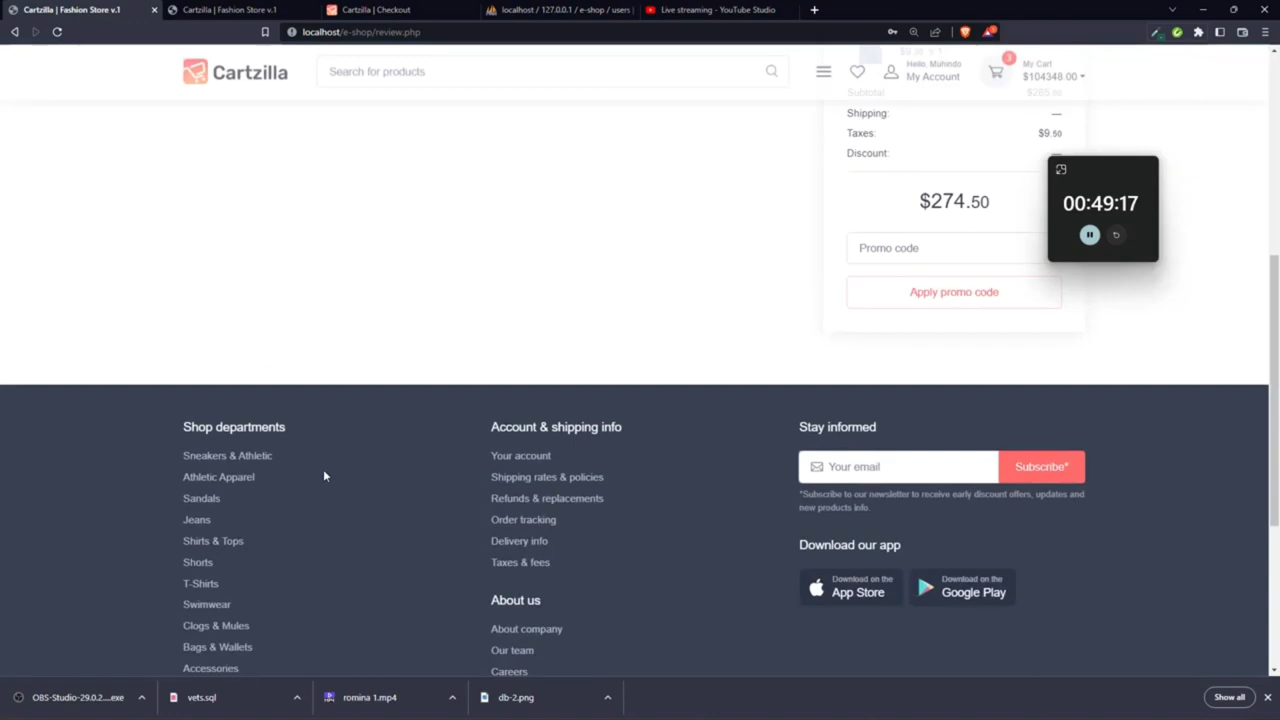 Cartzilla | Fashion Store v.1
Cartzilla | Fashion Store v.1
Cartzilla | Checkout
localhost / 127.0.0.1 / e-shop / users |
Live streaming - YouTube Studio
localhost/e-shop/review.php
Cartzilla
Search for products
Hello, Muhindo
My Account
3
My Cart
$104348.00
Subtotal:
$265.00
Shipping:
—
Taxes:
$9.50
Discount:
—
$274.50
Promo code
Apply promo code
00:49:17
Shop departments
Sneakers & Athletic
Athletic Apparel
Sandals
Jeans
Shirts & Tops
Shorts
T-Shirts
Swimwear
Clogs & Mules
Bags & Wallets
Accessories
Account & shipping info
Your account
Shipping rates & policies
Refunds & replacements
Order tracking
Delivery info
Taxes & fees
About us
About company
Our team
Careers
Stay informed
Your email
Subscribe*
*Subscribe to our newsletter to receive early discount offers, updates and
new products info.
Download our app
Download on the
App Store
Download on the
Google Play
OBS-Studio-29.0.2....exe
vets.sql
romina 1.mp4
db-2.png
Show all